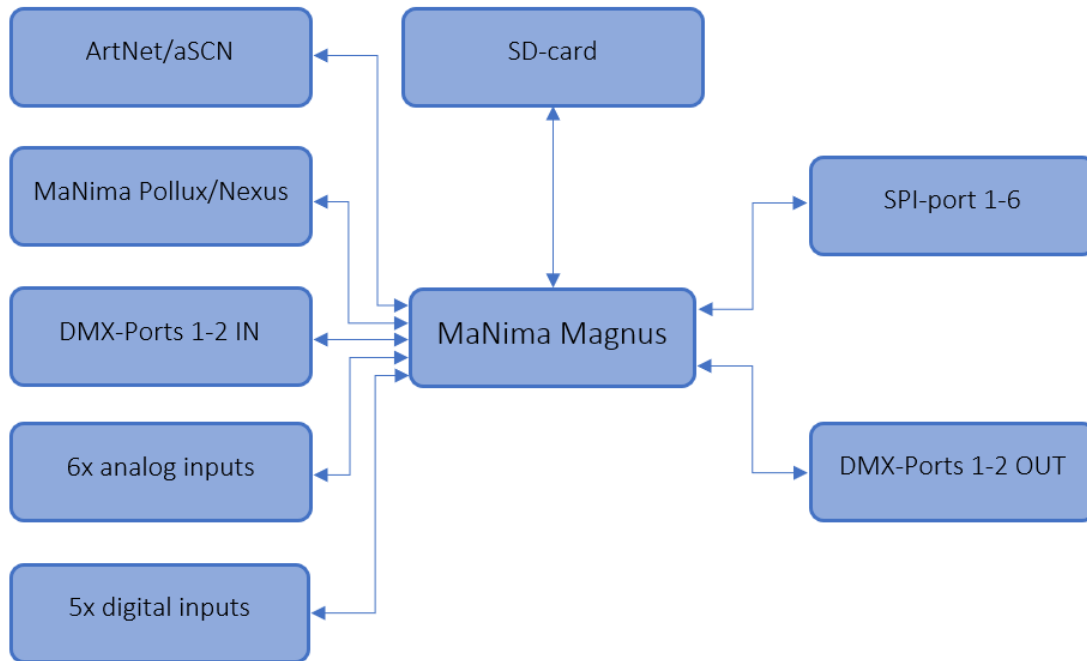 ArtNet/aSCN
SD-card
MaNima Pollux/Nexus
SPI-port 1-6
DMX-Ports 1-2 IN
MaNima Magnus
6x analog inputs
DMX-Ports 1-2 OUT
5x digital inputs